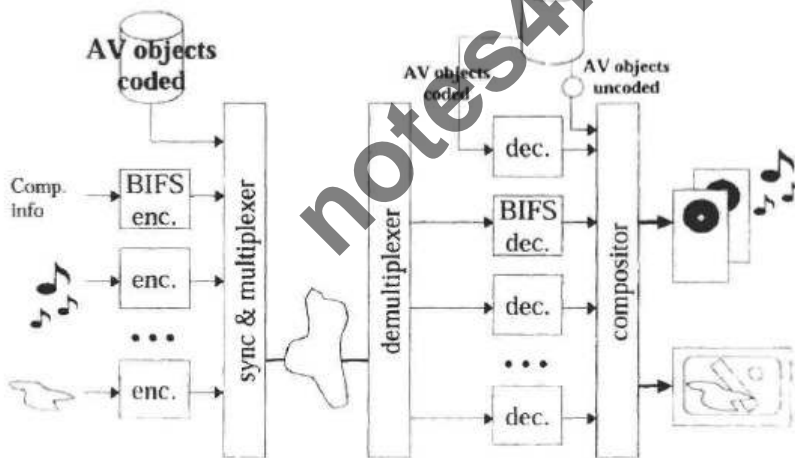 AV objects
coded
Comp.
info
BIFS
enc.
enc.
• • •
enc.
sync & multiplexer
demultiplexer
AV objects
coded
AV objects
uncoded
dec.
BIFS
dec.
dec.
• • •
dec.
compositor
notes4